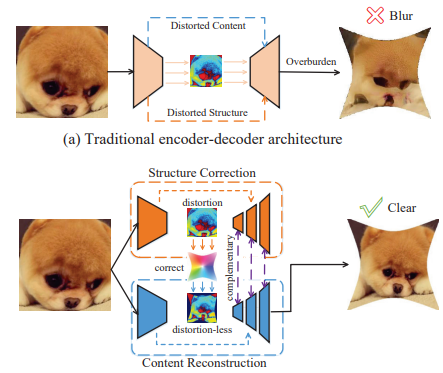 Distorted Content
Blur
Overburden
Distorted Structure
(a) Traditional encoder-decoder architecture
Structure Correction
distortion
Clear
correct
complementary
distortion-less
Content Reconstruction